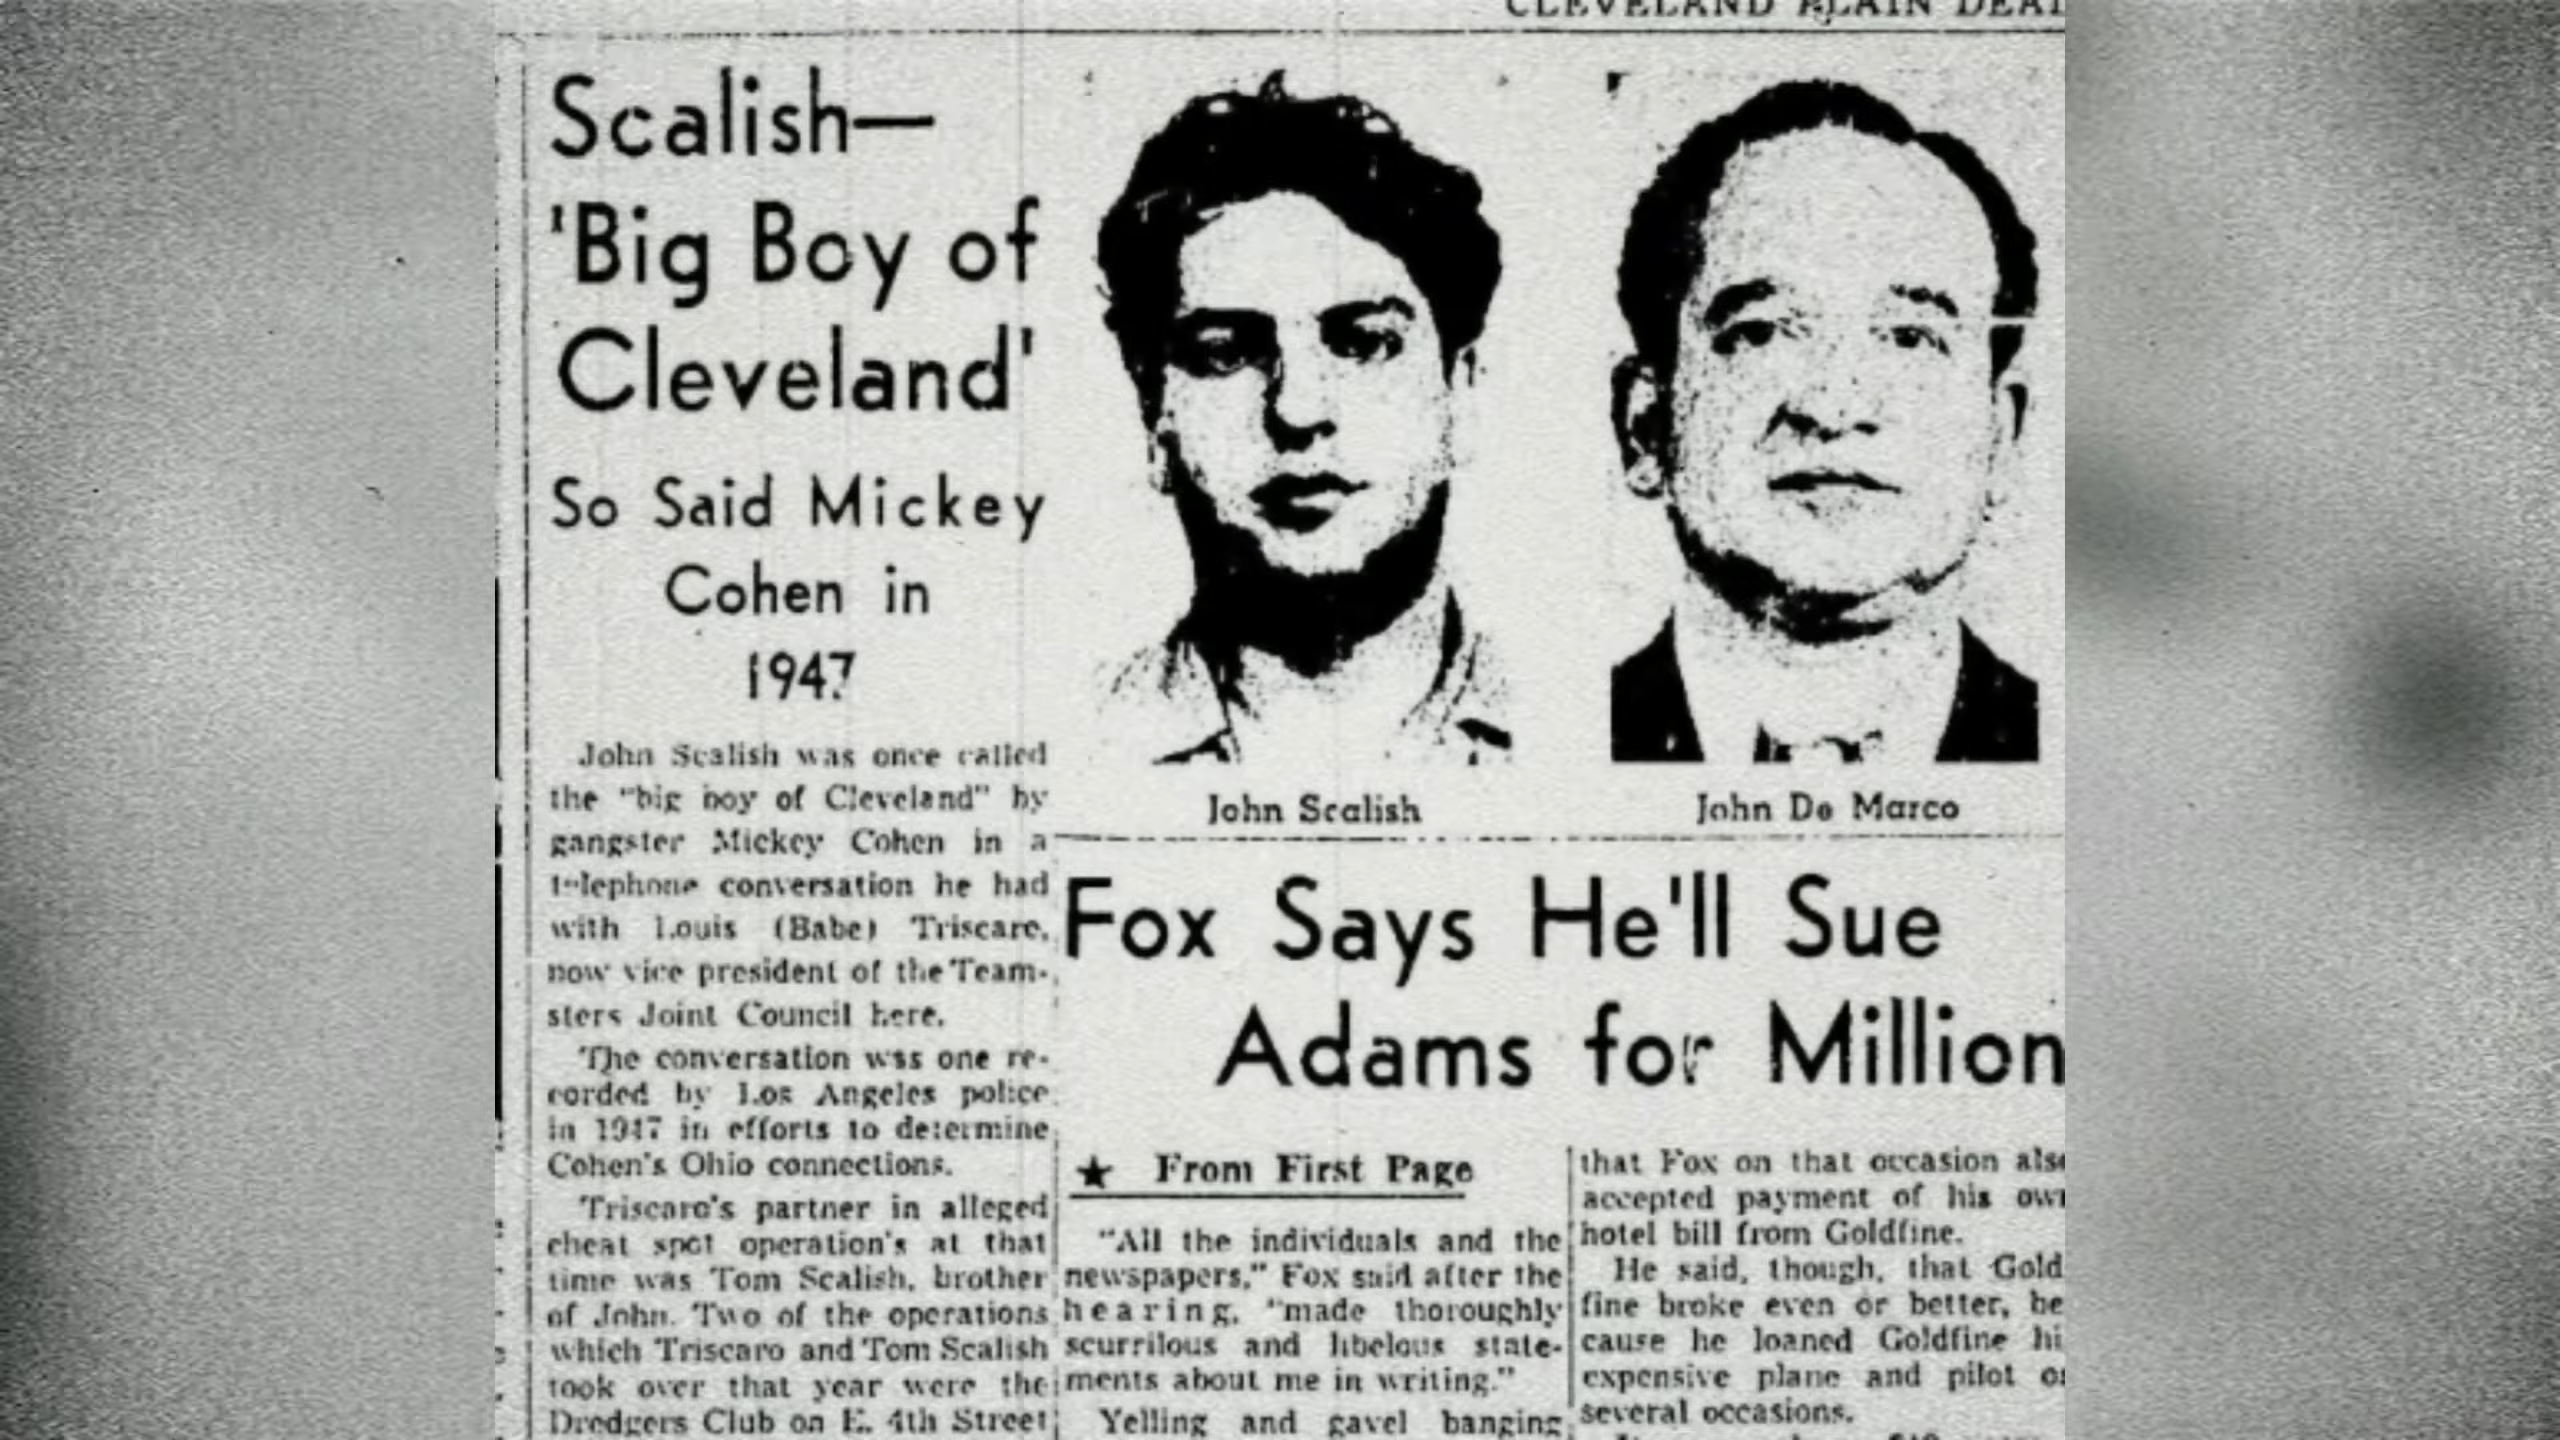 CLEVELAND PLAIN DEAL
Scalish—
'Big Boy of
Cleveland'
So Said Mickey
Cohen in
1947
John Scalish was once called
the "big boy of Cleveland" by
gangster Mickey Cohen in a
telephone conversation he had
with Louis (Babe) Triscaro,
now vice president of the Team-
sters Joint Council here.
The conversation was one re-
corded by Los Angeles police
in 1947 in efforts to determine
Cohen's Ohio connections.
Triscaro's partner in alleged
cheat spot operation's at that
time was Tom Scalish, brother
of John. Two of the operations
which Triscaro and Tom Scalish
took over that year were the
Dredgers Club on E. 4th Street
John Scalish
John De Marco
Fox Says He'll Sue
Adams for Million
★ From First Page
"All the individuals and the
newspapers," Fox said after the
hearing, "made thoroughly
scurrilous and libelous state-
ments about me in writing."
Yelling and gavel banging
that Fox on that occasion als
accepted payment of his own
hotel bill from Goldfine.
He said, though, that Gold
fine broke even or better, be
cause he loaned Goldfine hi
expensive plane and pilot o
several occasions.